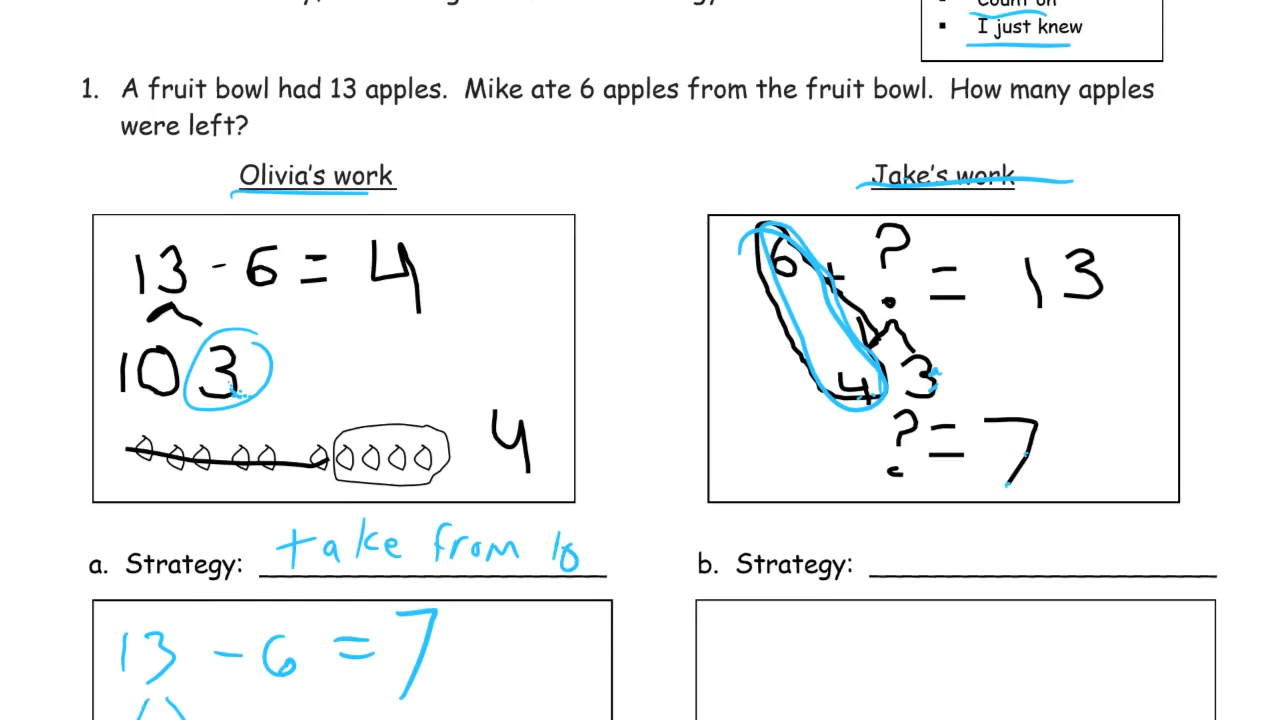 ▪ Count on
▪ I just knew
1. A fruit bowl had 13 apples. Mike ate 6 apples from the fruit bowl. How many apples
were left?
Olivia's work
13 - 6 = 4
10 3
4
a. Strategy: take from 10
13 - 6 = 7
Jake's work
6 + ? = 13
4 3
? = 7
b. Strategy: